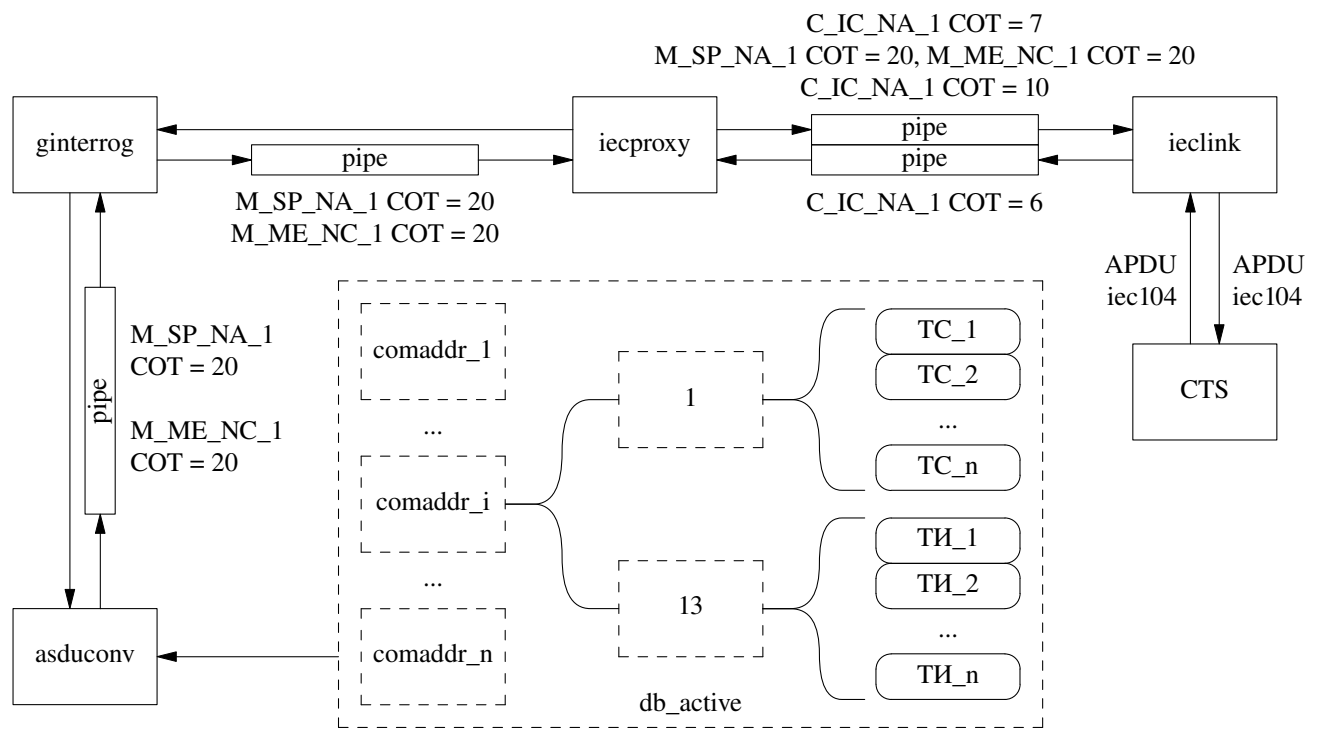 C_IC_NA_1 COT = 7
M_SP_NA_1 COT = 20, M_ME_NC_1 COT = 20
C_IC_NA_1 COT = 10
ginterrog
pipe
iecproxy
pipe
pipe
ieclink
M_SP_NA_1 COT = 20
M_ME_NC_1 COT = 20
C_IC_NA_1 COT = 6
APDU
iec104
APDU
iec104
CTS
pipe
M_SP_NA_1
COT = 20
M_ME_NC_1
COT = 20
comaddr_1
...
comaddr_i
...
comaddr_n
1
13
ТС_1
ТС_2
...
ТС_n
ТИ_1
ТИ_2
...
ТИ_n
asduconv
db_active